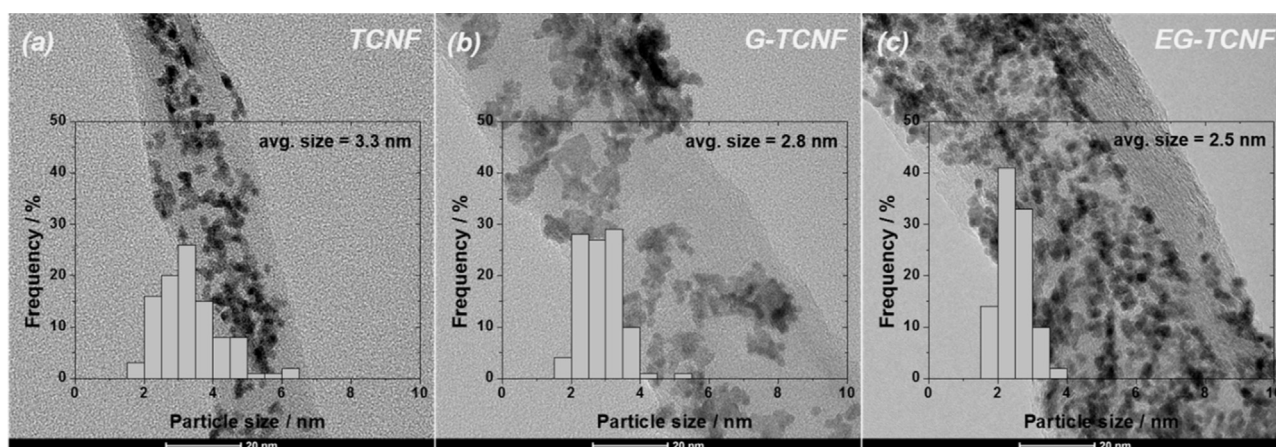 (a) TCNF
avg. size = 3.3 nm
Frequency / %
50
40
30
20
10
0
0 2 4 6 8 10
Particle size / nm
20 nm
(b) G-TCNF
avg. size = 2.8 nm
Frequency / %
50
40
30
20
10
0
0 2 4 6 8 10
Particle size / nm
20 nm
(c) EG-TCNF
avg. size = 2.5 nm
Frequency / %
50
40
30
20
10
0
0 2 4 6 8 10
Particle size / nm
20 nm